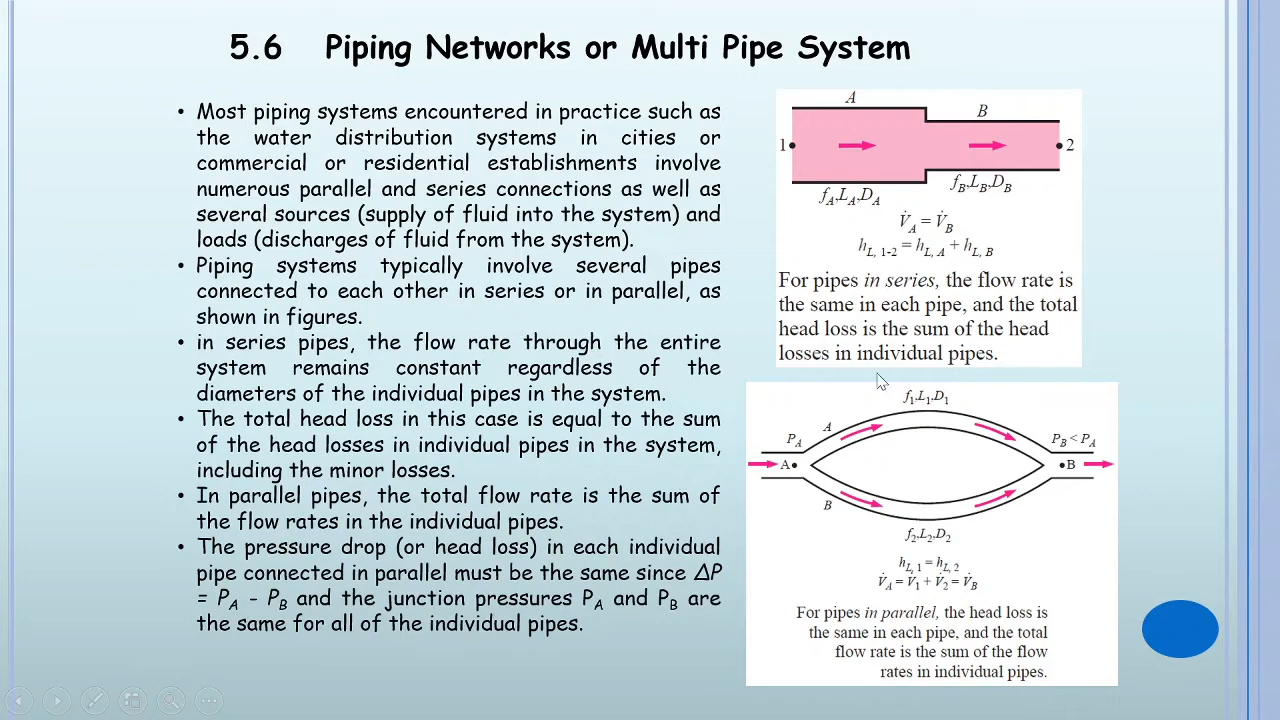 5.6 Piping Networks or Multi Pipe System
• Most piping systems encountered in practice such as
the water distribution systems in cities or
commercial or residential establishments involve
numerous parallel and series connections as well as
several sources (supply of fluid into the system) and
loads (discharges of fluid from the system).
• Piping systems typically involve several pipes
connected to each other in series or in parallel, as
shown in figures.
• in series pipes, the flow rate through the entire
system remains constant regardless of the
diameters of the individual pipes in the system.
• The total head loss in this case is equal to the sum
of the head losses in individual pipes in the system,
including the minor losses.
• In parallel pipes, the total flow rate is the sum of
the flow rates in the individual pipes.
• The pressure drop (or head loss) in each individual
pipe connected in parallel must be the same since ΔP
= P_A - P_B and the junction pressures P_A and P_B are
the same for all of the individual pipes.
A
B
1
2
f_A, L_A, D_A
f_B, L_B, D_B
V̇_A = V̇_B
h_L, 1-2 = h_L, A + h_L, B
For pipes in series, the flow rate is
the same in each pipe, and the total
head loss is the sum of the head
losses in individual pipes.
f_1, L_1, D_1
A
P_A
P_B < P_A
A
B
B
f_2, L_2, D_2
h_L, 1 = h_L, 2
V̇_A = V̇_1 + V̇_2 = V̇_B
For pipes in parallel, the head loss is
the same in each pipe, and the total
flow rate is the sum of the flow
rates in individual pipes.